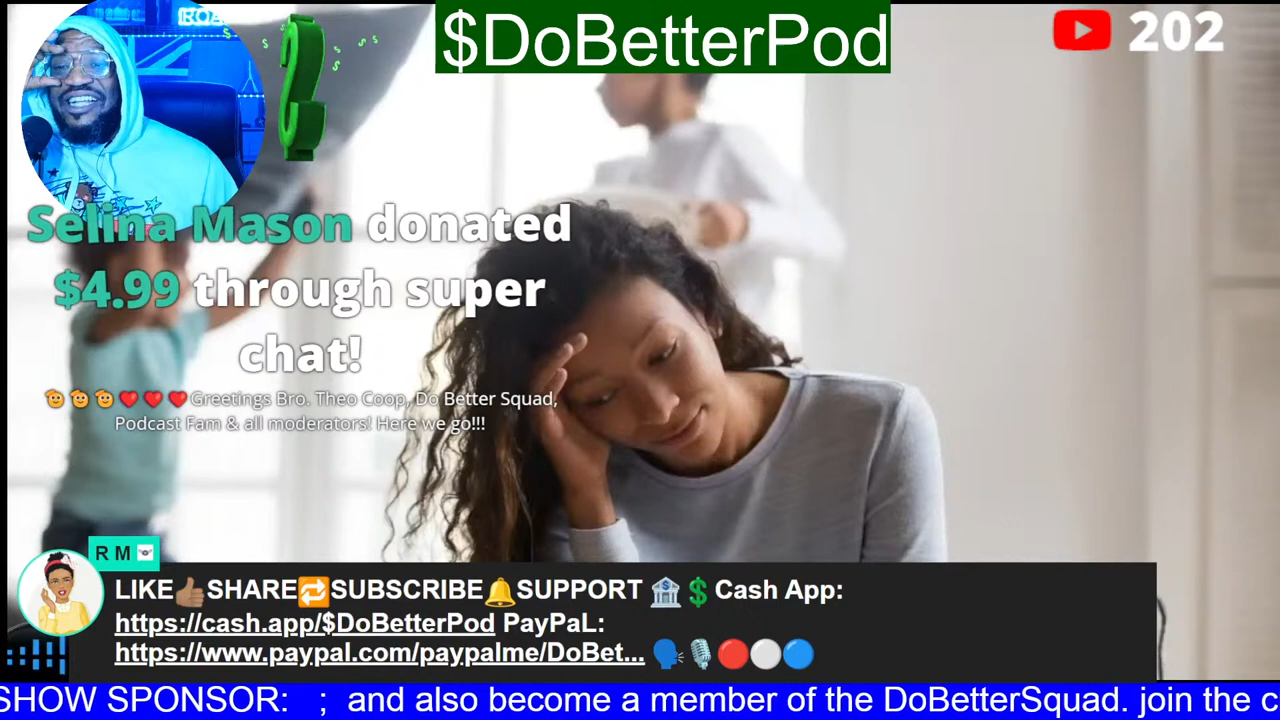 $DoBetterPod
202
Selina Mason donated
$4.99 through super
chat!
🫡🫡🫡❤️❤️❤️Greetings Bro. Theo Coop, Do Better Squad,
Podcast Fam & all moderators! Here we go!!!
R M
LIKE👍🏽SHARE🔁SUBSCRIBE🔔SUPPORT 🏦💲Cash App:
https://cash.app/$DoBetterPod PayPaL:
https://www.paypal.com/paypalme/DoBet... 🗣️🎙️🔴⚪🔵
SHOW SPONSOR: ; and also become a member of the DoBetterSquad. join the c